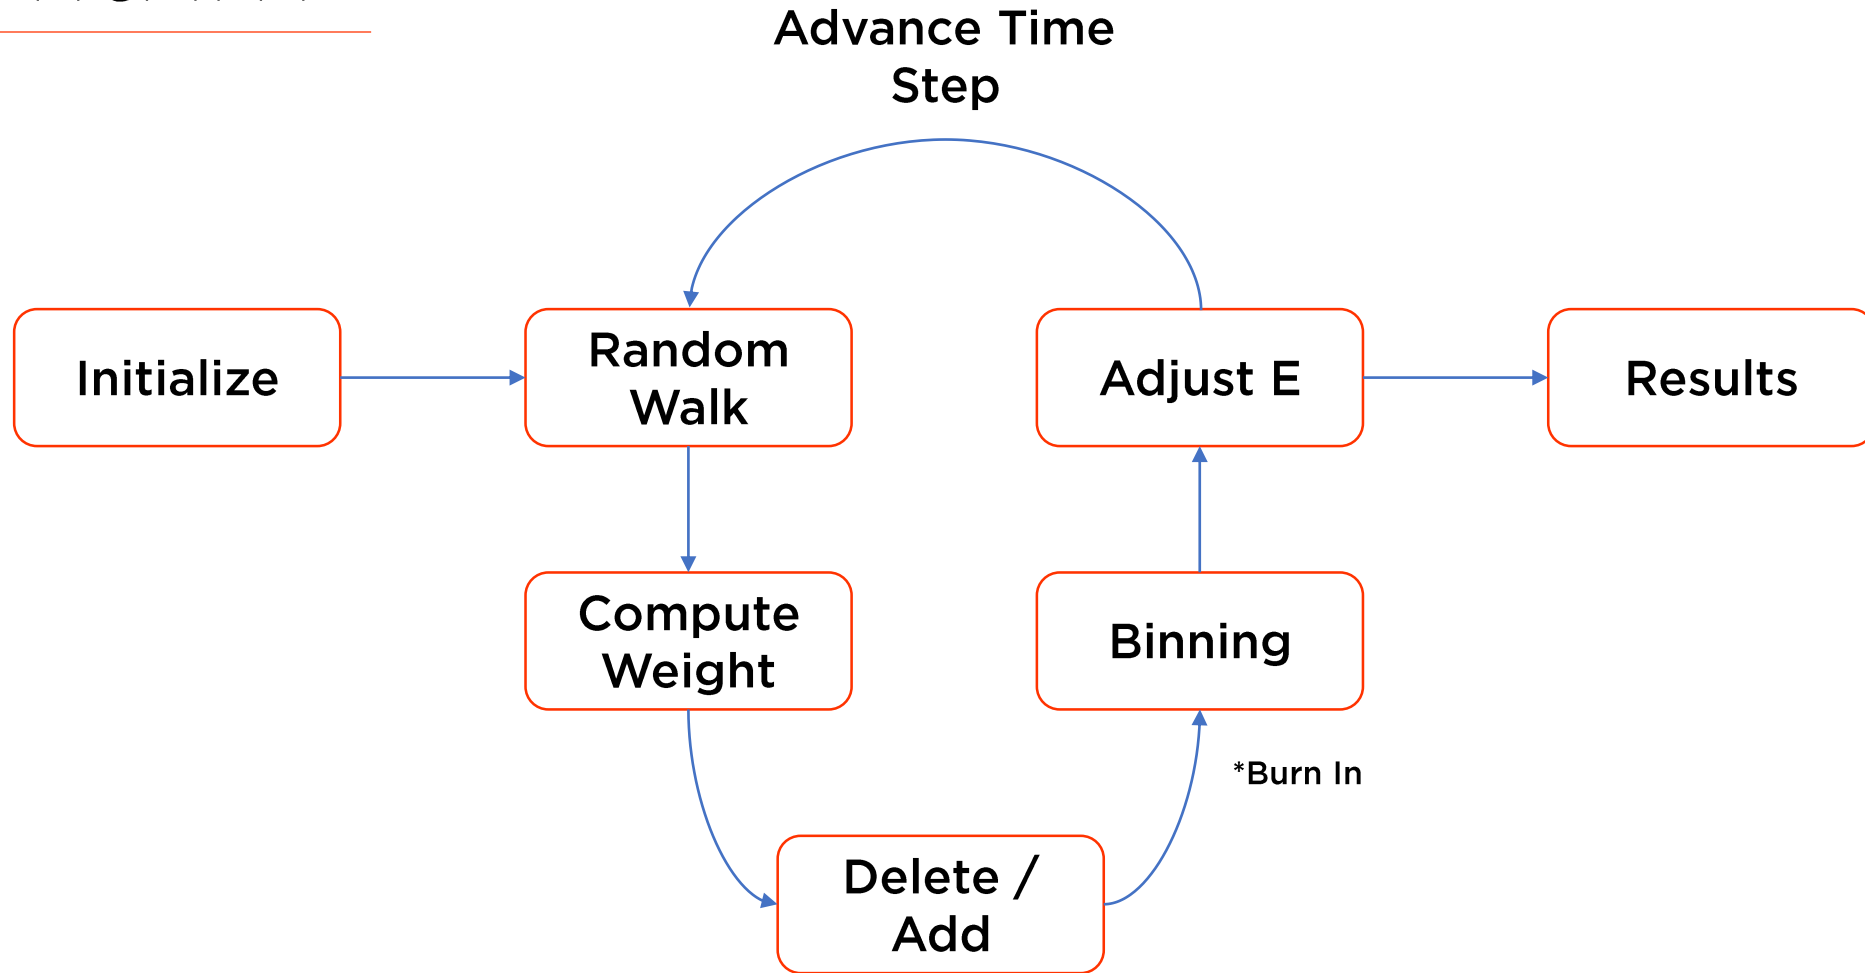 Advance Time
Step
Initialize
Random
Walk
Adjust E
Results
Compute
Weight
Binning
*Burn In
Delete /
Add